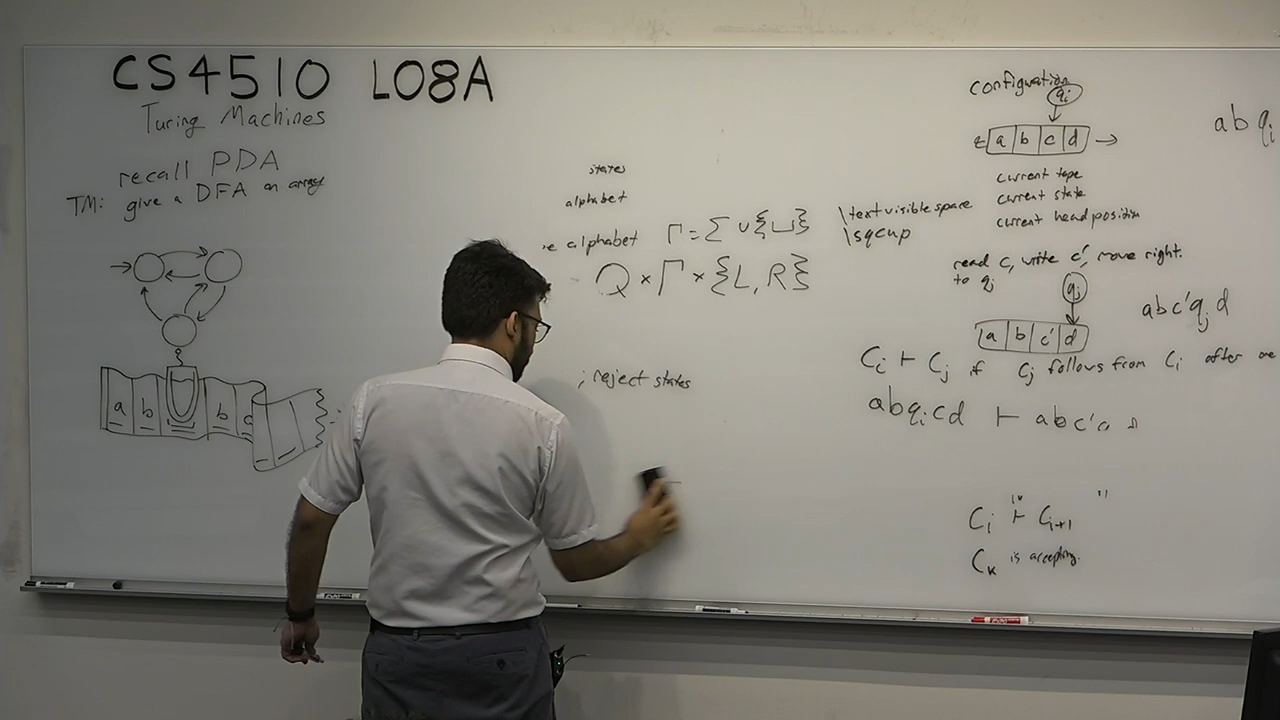 CS4510 L08A
Turing Machines
recall PDA
TM: give a DFA an array
a b b
states
alphabet
e alphabet Γ = Σ ∪ {␣}
Q × Γ × {L, R}
; reject states
\textvisiblespace
\sqcup
configuration
qi
a b c d
current tape
current state
current head position
ab qi
read c, write c', move right.
to qj
qj
a b c' d
abc'qjd
Ci ⊢ Cj if Cj follows from Ci after
abqicd ⊢ abc'
Ci ⊢ Ci+1
Ck is accepting.